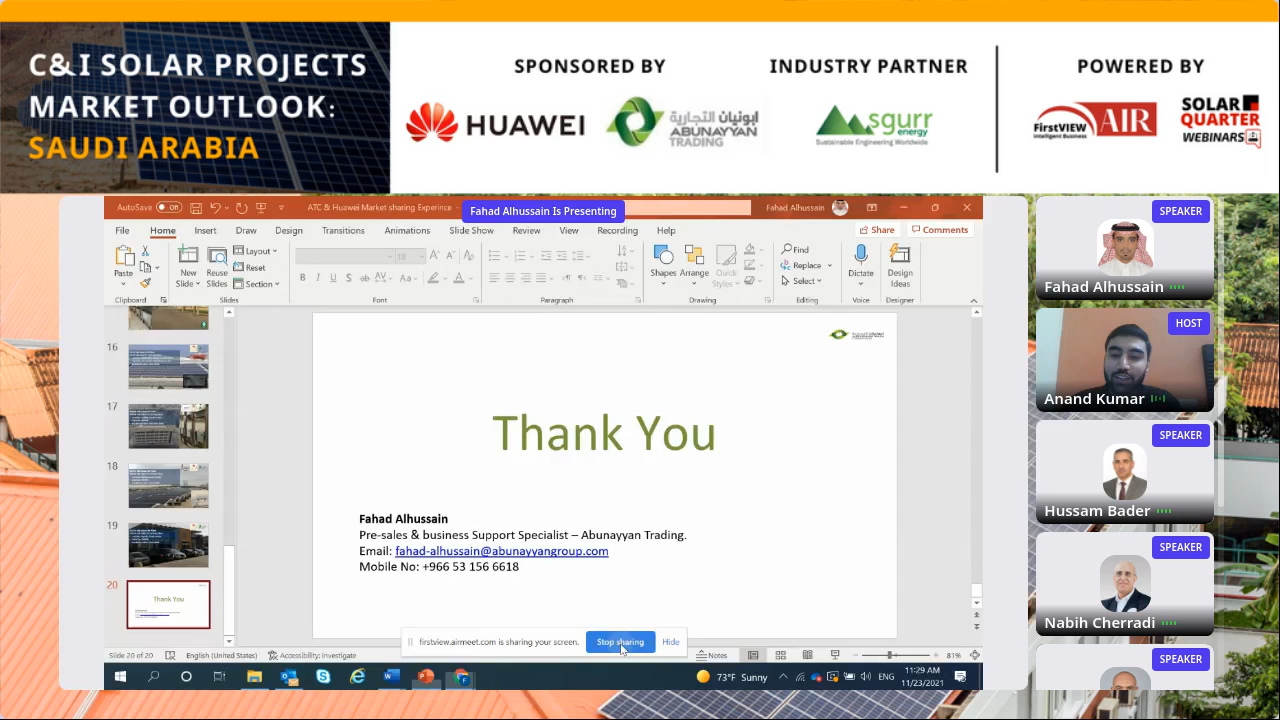 C&I SOLAR PROJECTS
MARKET OUTLOOK:
SAUDI ARABIA
SPONSORED BY
INDUSTRY PARTNER
POWERED BY
HUAWEI
ابونيان التجارية
ABUNAYYAN
TRADING
sgurr
energy
Sustainable Engineering Worldwide
FirstVIEW
Intelligent Business
AIR
SOLAR
QUARTER
WEBINARS
AutoSave Off
ATC & Huawei Market sharing Experince -
Fahad Alhussain Is Presenting
Fahad Alhussain
File Home Insert Draw Design Transitions Animations Slide Show Review View Recording Help
Share Comments
Paste
New
Slide
Reuse
Slides
Layout
Reset
Section
18
Shapes Arrange Quick
Styles
Find
Replace
Select
Dictate
Design
Ideas
Clipboard Slides Font Paragraph Drawing Editing Voice Designer
16
17
18
19
20
Thank You
Thank You
Fahad Alhussain
Pre-sales & business Support Specialist – Abunayyan Trading.
Email: fahad-alhussain@abunayyangroup.com
Mobile No: +966 53 156 6618
firstview.airmeet.com is sharing your screen. Stop sharing Hide
Slide 20 of 20 English (United States) Accessibility: Investigate Notes 81%
73°F Sunny ENG
11:29 AM
11/23/2021
SPEAKER
Fahad Alhussain
HOST
Anand Kumar
SPEAKER
Hussam Bader
SPEAKER
Nabih Cherradi
SPEAKER